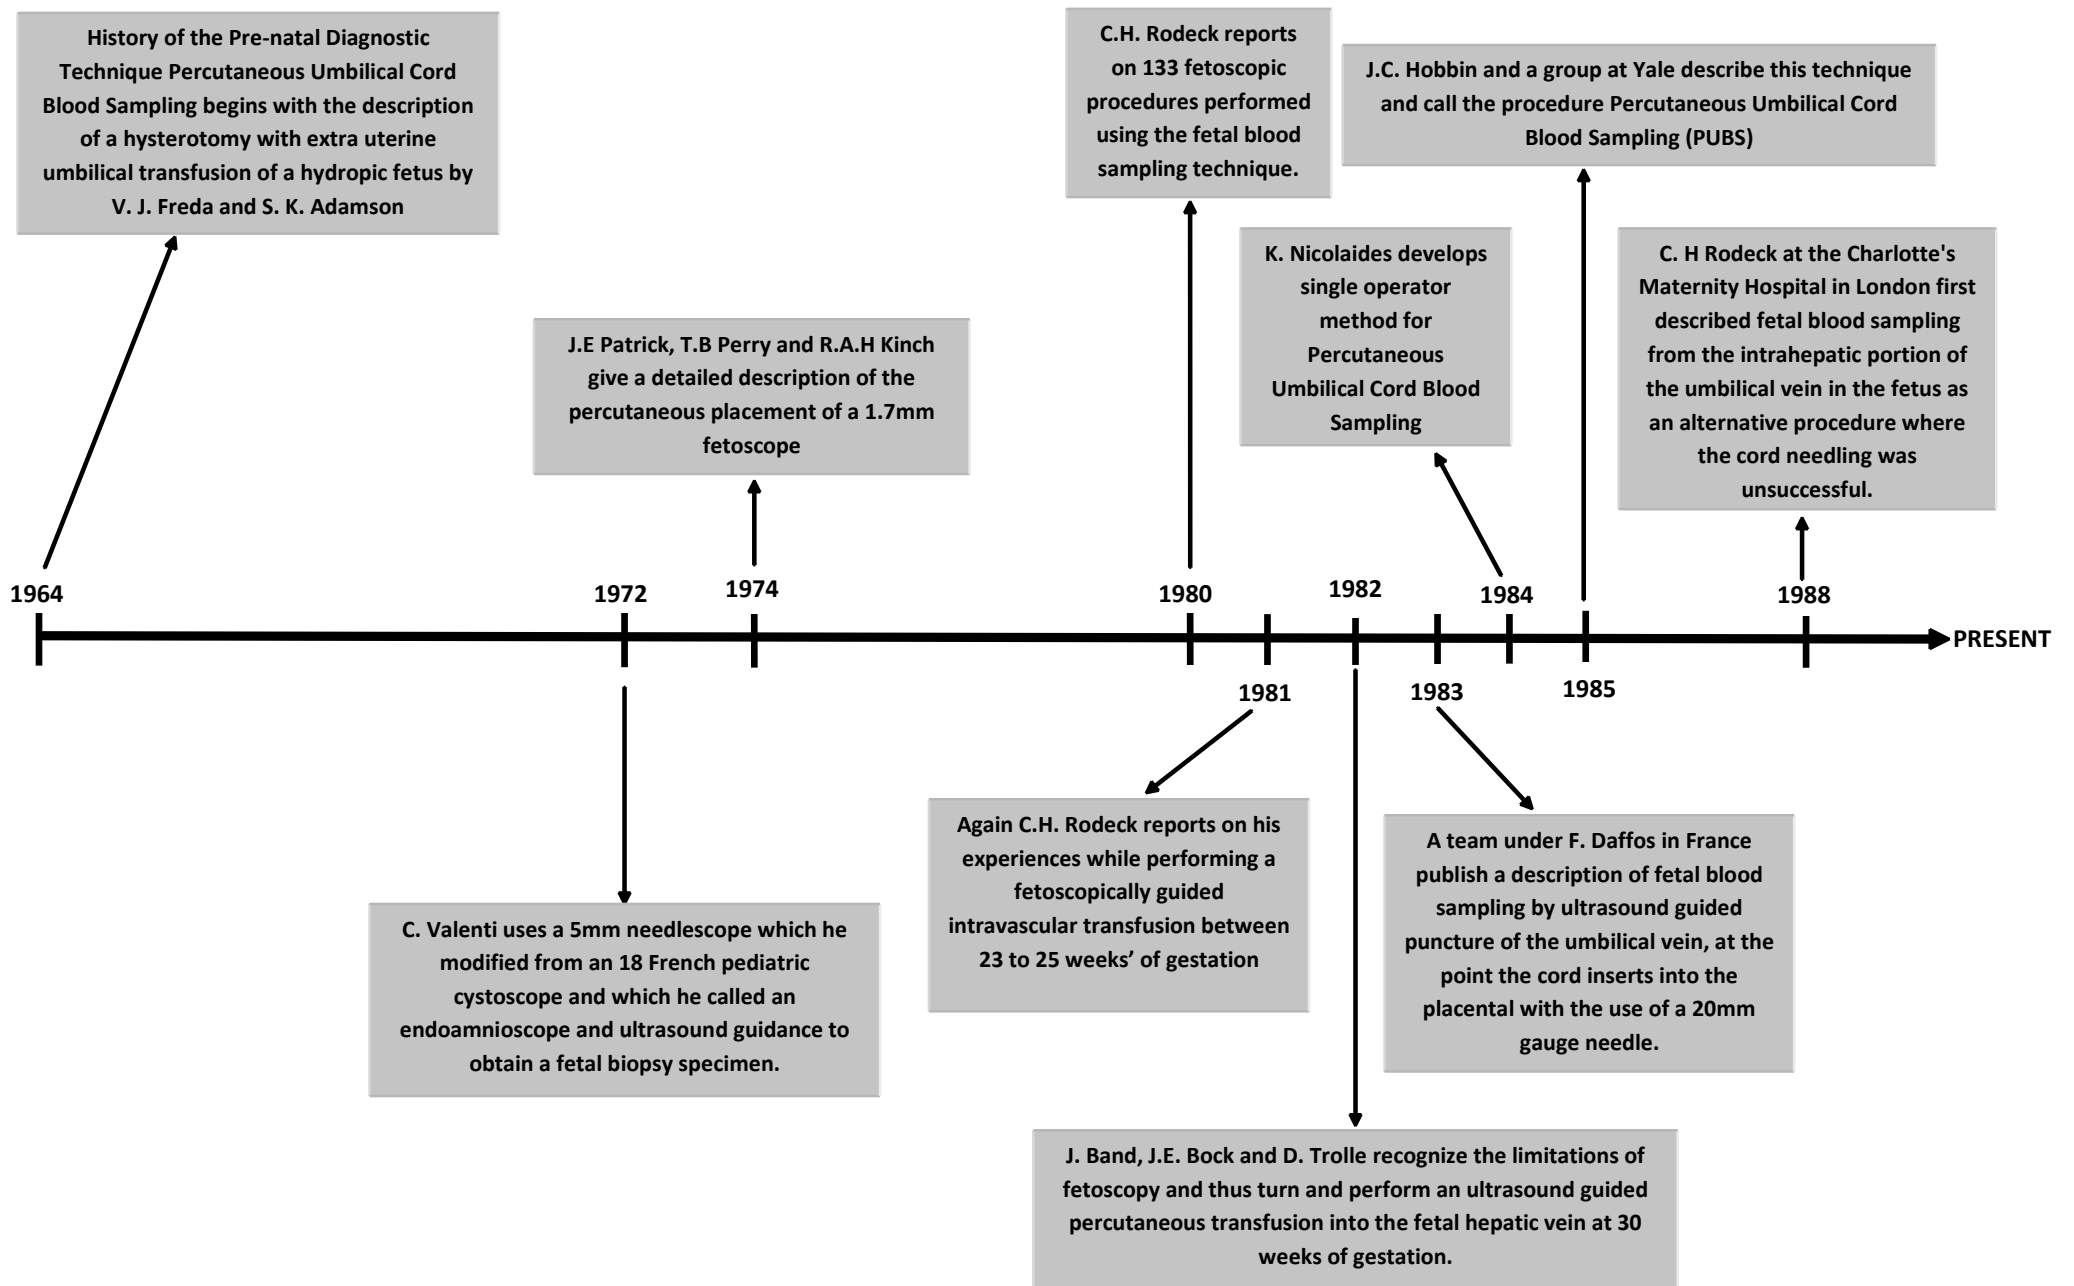 History of the Pre-natal Diagnostic
Technique Percutaneous Umbilical Cord
Blood Sampling begins with the description
of a hysterotomy with extra uterine
umbilical transfusion of a hydropic fetus by
V. J. Freda and S. K. Adamson
J.E Patrick, T.B Perry and R.A.H Kinch
give a detailed description of the
percutaneous placement of a 1.7mm
fetoscope
C.H. Rodeck reports
on 133 fetoscopic
procedures performed
using the fetal blood
sampling technique.
K. Nicolaides develops
single operator
method for
Percutaneous
Umbilical Cord Blood
Sampling
J.C. Hobbin and a group at Yale describe this technique
and call the procedure Percutaneous Umbilical Cord
Blood Sampling (PUBS)
C. H Rodeck at the Charlotte's
Maternity Hospital in London first
described fetal blood sampling
from the intrahepatic portion of
the umbilical vein in the fetus as
an alternative procedure where
the cord needling was
unsuccessful.
1964
1972
1974
1980
1982
1984
1988
PRESENT
1981
1983
1985
C. Valenti uses a 5mm needlescope which he
modified from an 18 French pediatric
cystoscope and which he called an
endoamnioscope and ultrasound guidance to
obtain a fetal biopsy specimen.
Again C.H. Rodeck reports on his
experiences while performing a
fetoscopically guided
intravascular transfusion between
23 to 25 weeks’ of gestation
A team under F. Daffos in France
publish a description of fetal blood
sampling by ultrasound guided
puncture of the umbilical vein, at the
point the cord inserts into the
placental with the use of a 20mm
gauge needle.
J. Band, J.E. Bock and D. Trolle recognize the limitations of
fetoscopy and thus turn and perform an ultrasound guided
percutaneous transfusion into the fetal hepatic vein at 30
weeks of gestation.